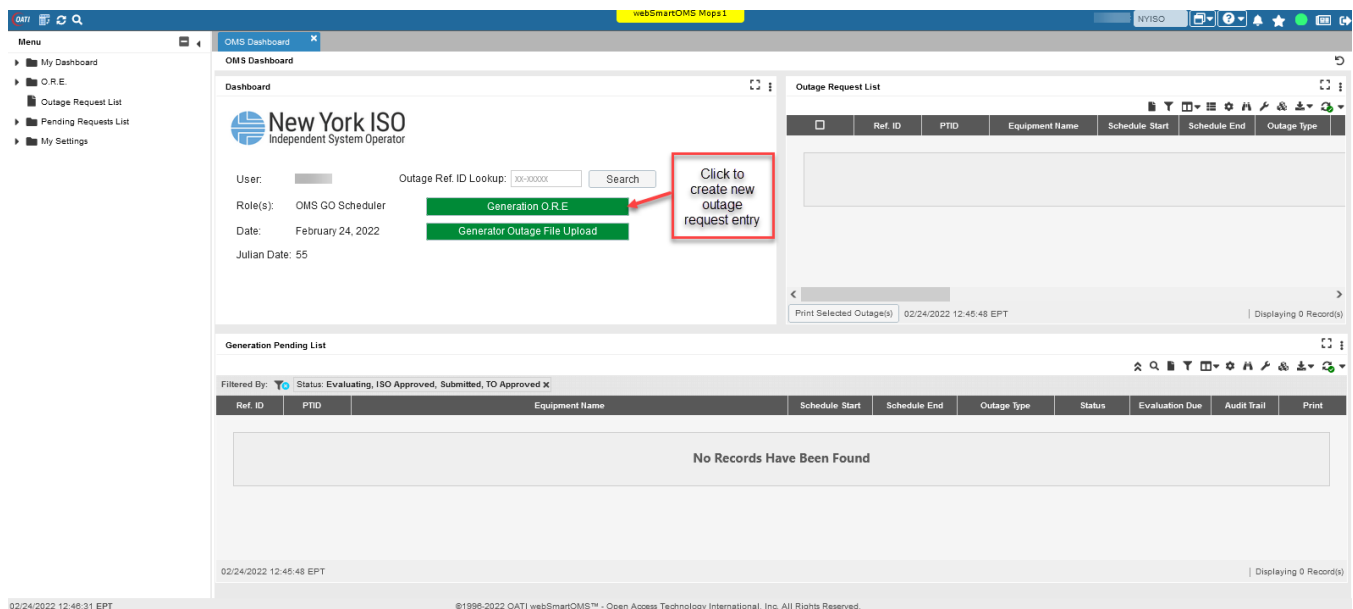 OATI
webSmartOMS Mops1
NYISO
Menu
My Dashboard
O.R.E.
Outage Request List
Pending Requests List
My Settings
OMS Dashboard ×
OMS Dashboard
Dashboard
New York ISO
Independent System Operator
User:
Outage Ref. ID Lookup: xx-xxxxx Search
Role(s): OMS GO Scheduler
Generation O.R.E
Date: February 24, 2022
Generator Outage File Upload
Julian Date: 55
Click to
create new
outage
request entry
Outage Request List
Ref. ID PTID Equipment Name Schedule Start Schedule End Outage Type
Print Selected Outage(s) 02/24/2022 12:45:48 EPT | Displaying 0 Record(s)
Generation Pending List
Filtered By: Status: Evaluating, ISO Approved, Submitted, TO Approved x
Ref. ID PTID Equipment Name Schedule Start Schedule End Outage Type Status Evaluation Due Audit Trail Print
No Records Have Been Found
02/24/2022 12:45:48 EPT | Displaying 0 Record(s)
02/24/2022 12:46:31 EPT ©1996-2022 OATI webSmartOMS™ - Open Access Technology International, Inc. All Rights Reserved.